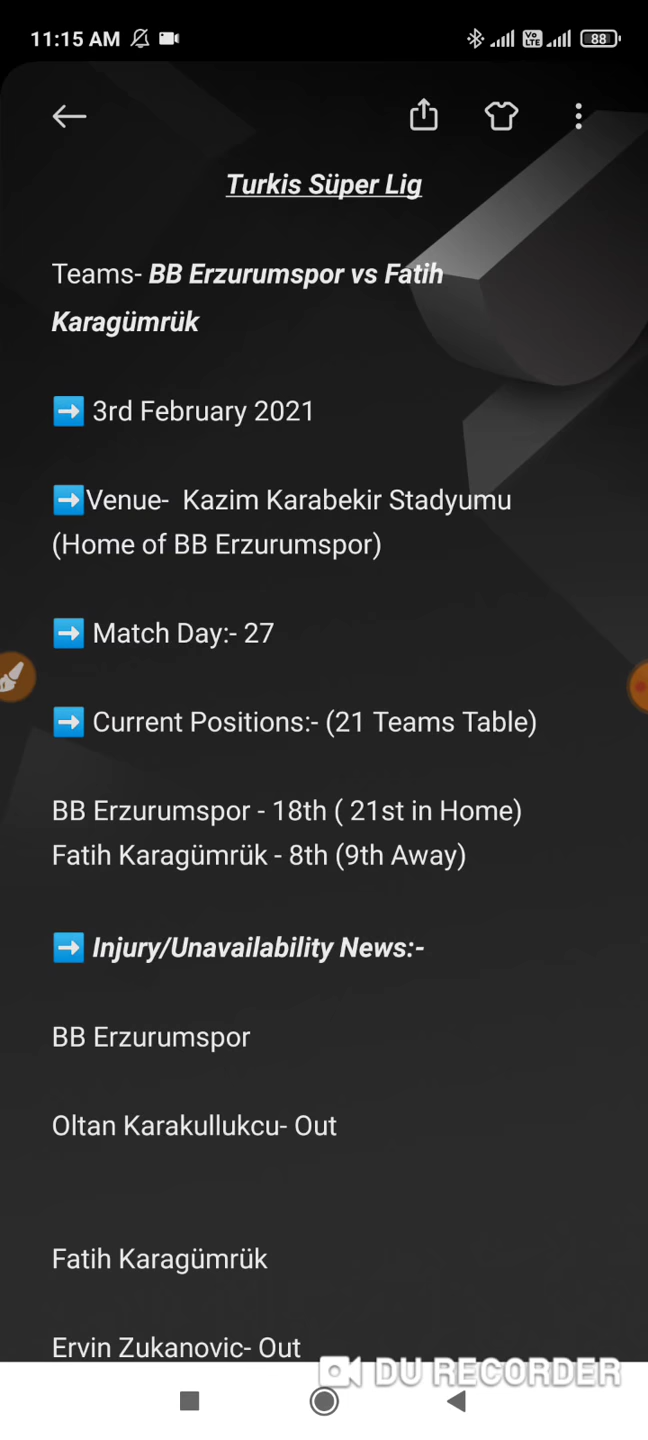 11:15 AM
Vo LTE
88
Turkis Süper Lig
Teams- BB Erzurumspor vs Fatih
Karagümrük
➡️ 3rd February 2021
➡️Venue- Kazim Karabekir Stadyumu
(Home of BB Erzurumspor)
➡️ Match Day:- 27
➡️ Current Positions:- (21 Teams Table)
BB Erzurumspor - 18th ( 21st in Home)
Fatih Karagümrük - 8th (9th Away)
➡️ Injury/Unavailability News:-
BB Erzurumspor
Oltan Karakullukcu- Out
Fatih Karagümrük
Ervin Zukanovic- Out
DU RECORDER